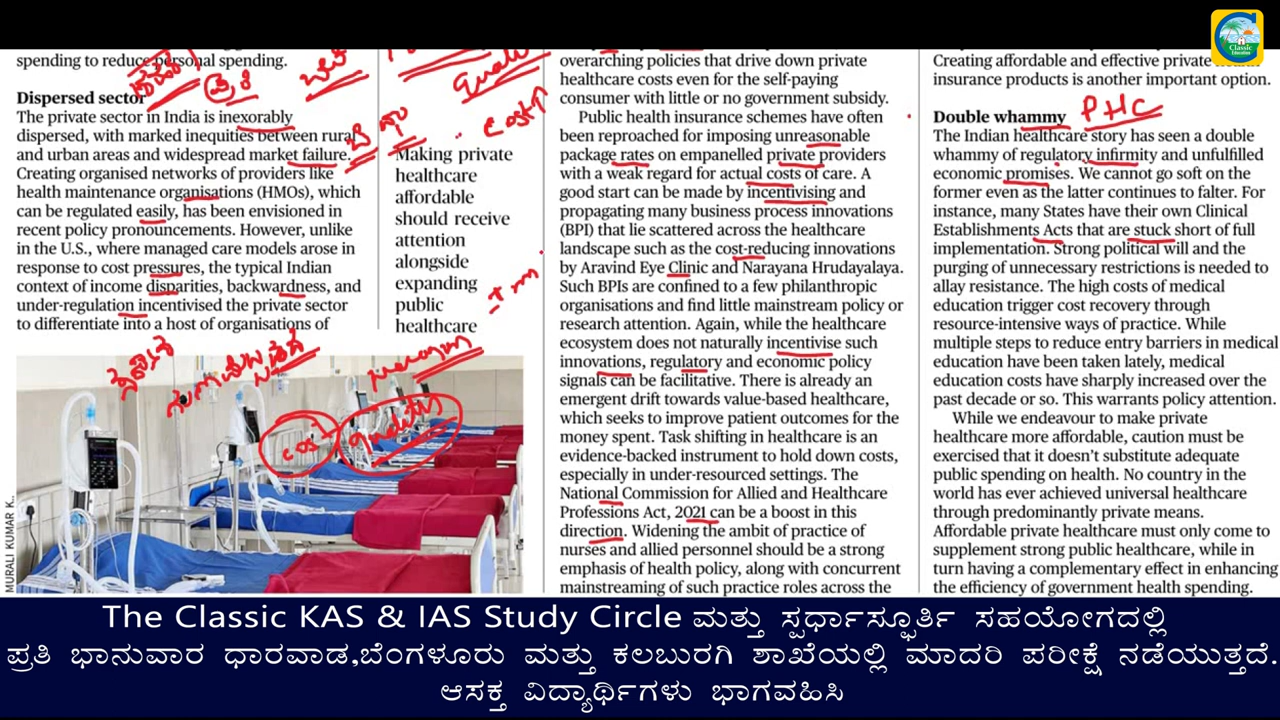 Classic
Education
spending to reduce personal spending.
Dispersed sector
The private sector in India is inexorably
dispersed, with marked inequities between rural
and urban areas and widespread market failure.
Creating organised networks of providers like
health maintenance organisations (HMOs), which
can be regulated easily, has been envisioned in
recent policy pronouncements. However, unlike
in the U.S., where managed care models arose in
response to cost pressures, the typical Indian
context of income disparities, backwardness, and
under-regulation incentivised the private sector
to differentiate into a host of organisations of
quali
cost↑
Making private
healthcare
affordable
should receive
attention
alongside
expanding
public
healthcare
cost
quality
MURALI KUMAR K.
overarching policies that drive down private
healthcare costs even for the self-paying
consumer with little or no government subsidy.
Public health insurance schemes have often
been reproached for imposing unreasonable
package rates on empanelled private providers
with a weak regard for actual costs of care. A
good start can be made by incentivising and
propagating many business process innovations
(BPI) that lie scattered across the healthcare
landscape such as the cost-reducing innovations
by Aravind Eye Clinic and Narayana Hrudayalaya.
Such BPIs are confined to a few philanthropic
organisations and find little mainstream policy or
research attention. Again, while the healthcare
ecosystem does not naturally incentivise such
innovations, regulatory and economic policy
signals can be facilitative. There is already an
emergent drift towards value-based healthcare,
which seeks to improve patient outcomes for the
money spent. Task shifting in healthcare is an
evidence-backed instrument to hold down costs,
especially in under-resourced settings. The
National Commission for Allied and Healthcare
Professions Act, 2021 can be a boost in this
direction. Widening the ambit of practice of
nurses and allied personnel should be a strong
emphasis of health policy, along with concurrent
mainstreaming of such practice roles across the
Creating affordable and effective private health
insurance products is another important option.
Double whammy
PHC
The Indian healthcare story has seen a double
whammy of regulatory infirmity and unfulfilled
economic promises. We cannot go soft on the
former even as the latter continues to falter. For
instance, many States have their own Clinical
Establishments Acts that are stuck short of full
implementation. Strong political will and the
purging of unnecessary restrictions is needed to
allay resistance. The high costs of medical
education trigger cost recovery through
resource-intensive ways of practice. While
multiple steps to reduce entry barriers in medical
education have been taken lately, medical
education costs have sharply increased over the
past decade or so. This warrants policy attention.
While we endeavour to make private
healthcare more affordable, caution must be
exercised that it doesn't substitute adequate
public spending on health. No country in the
world has ever achieved universal healthcare
through predominantly private means.
Affordable private healthcare must only come to
supplement strong public healthcare, while in
turn having a complementary effect in enhancing
the efficiency of government health spending.
The Classic KAS & IAS Study Circle ಮತ್ತು ಸ್ಪರ್ಧಾಸ್ಫೂರ್ತಿ ಸಹಯೋಗದಲ್ಲಿ
ಪ್ರತಿ ಭಾನುವಾರ ಧಾರವಾಡ,ಬೆಂಗಳೂರು ಮತ್ತು ಕಲಬುರಗಿ ಶಾಖೆಯಲ್ಲಿ ಮಾದರಿ ಪರೀಕ್ಷೆ ನಡೆಯುತ್ತದೆ.
ಆಸಕ್ತ ವಿದ್ಯಾರ್ಥಿಗಳು ಭಾಗವಹಿಸಿ